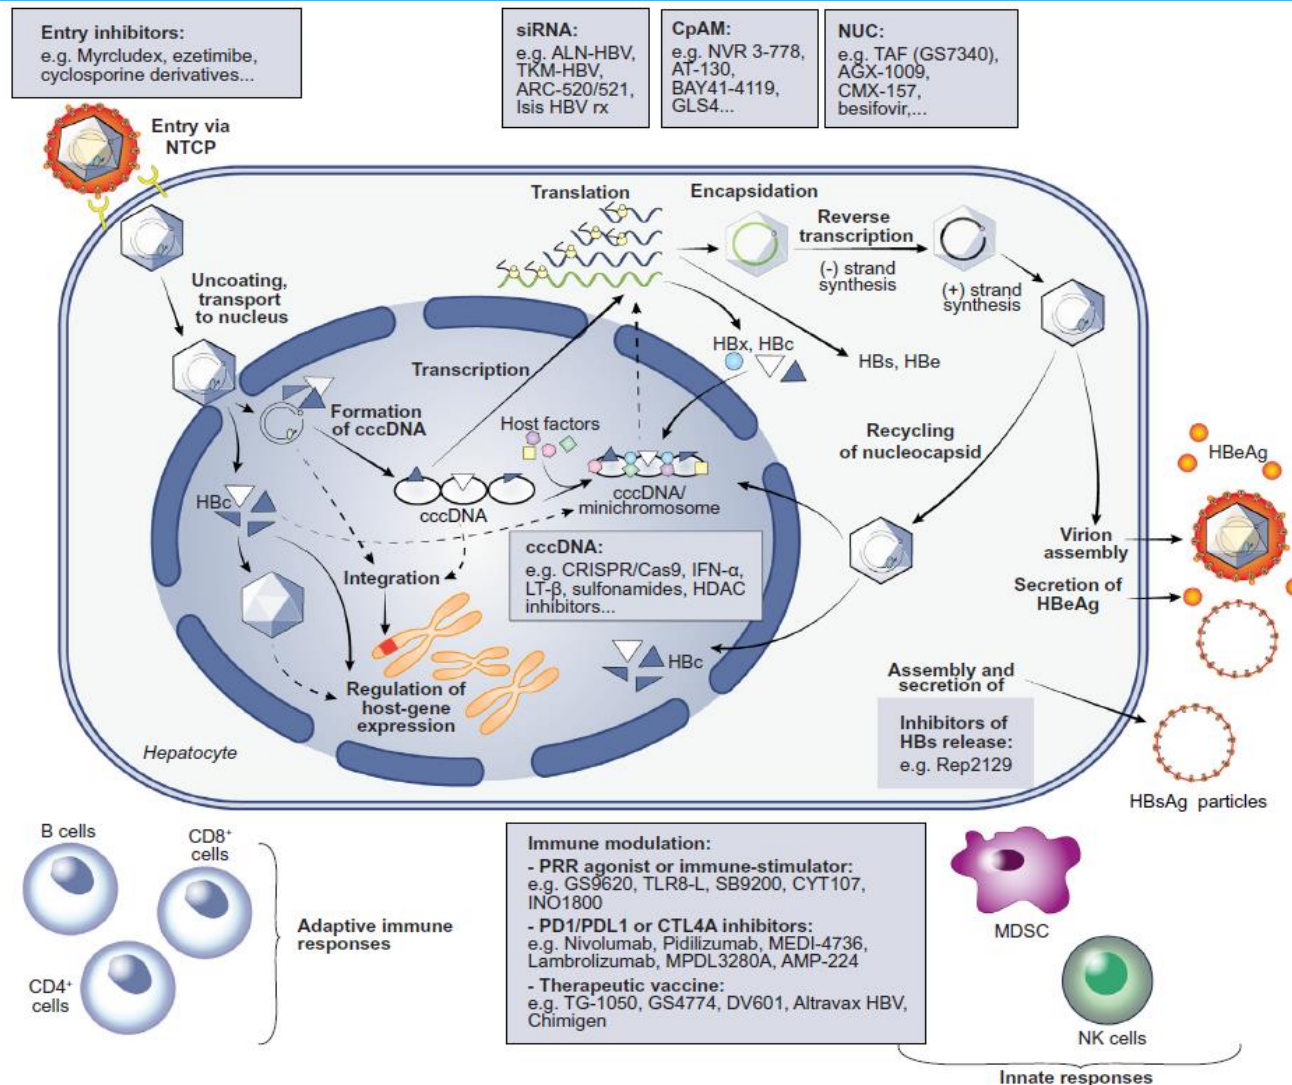 Entry inhibitors:
e.g. Myrcludex, ezetimibe,
cyclosporine derivatives...
siRNA:
e.g. ALN-HBV,
TKM-HBV,
ARC-520/521,
Isis HBV rx
CpAM:
e.g. NVR 3-778,
AT-130,
BAY41-4119,
GLS4...
NUC:
e.g. TAF (GS7340),
AGX-1009,
CMX-157,
besifovir,...
Entry via
NTCP
Translation
Encapsidation
Reverse
transcription
(-) strand
synthesis
(+) strand
synthesis
Uncoating,
transport
to nucleus
HBx, HBc
HBs, HBe
Transcription
Formation
of cccDNA
Host factors
Recycling
of nucleocapsid
HBeAg
HBc
cccDNA
cccDNA/
minichromosome
Virion
assembly
cccDNA:
e.g. CRISPR/Cas9, IFN-α,
LT-β, sulfonamides, HDAC
inhibitors...
Integration
Secretion of
HBeAg
HBc
Assembly and
secretion of
Regulation of
host-gene
expression
Inhibitors of
HBs release:
e.g. Rep2129
Hepatocyte
HBsAg particles
B cells
CD8+
cells
CD4+
cells
Adaptive immune
responses
Immune modulation:
- PRR agonist or immune-stimulator:
e.g. GS9620, TLR8-L, SB9200, CYT107,
INO1800
- PD1/PDL1 or CTL4A inhibitors:
e.g. Nivolumab, Pidilizumab, MEDI-4736,
Lambrolizumab, MPDL3280A, AMP-224
- Therapeutic vaccine:
e.g. TG-1050, GS4774, DV601, Altravax HBV,
Chimigen
MDSC
NK cells
Innate responses